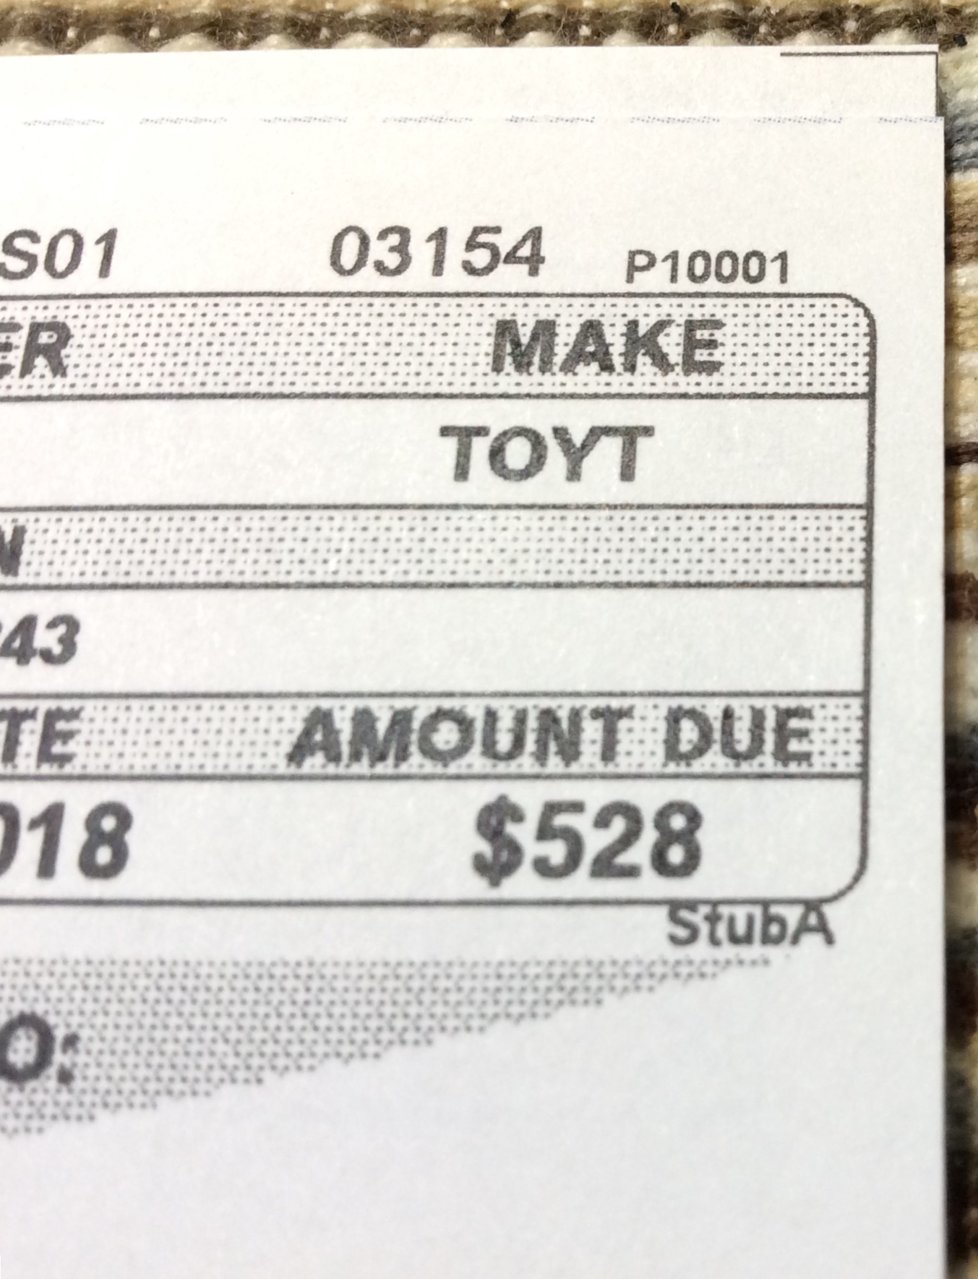 S01 03154 P10001
ER MAKE
TOYT
N
43
TE AMOUNT DUE
018 $528
StubA
O: